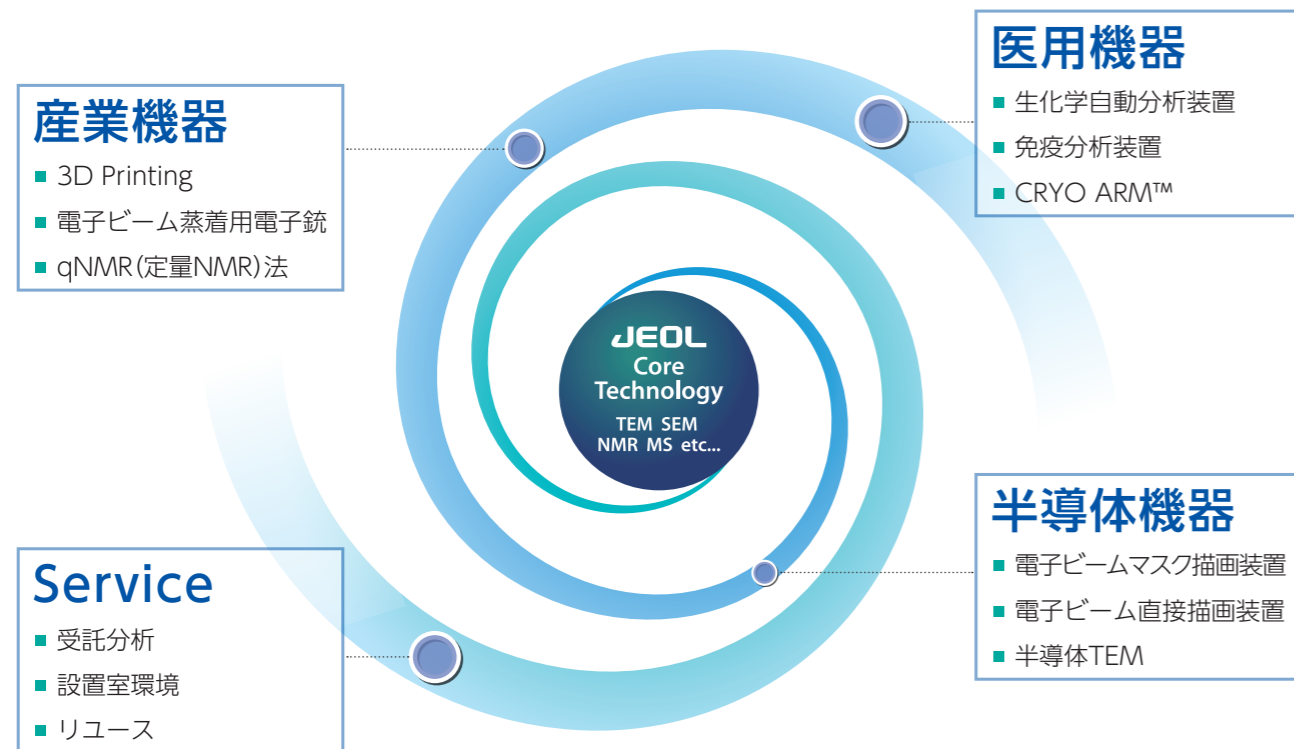 産業機器
3D Printing
電子ビーム蒸着用電子銃
qNMR(定量NMR)法
医用機器
生化学自動分析装置
免疫分析装置
CRYO ARM™
JEOL
Core
Technology
TEM SEM
NMR MS etc...
Service
受託分析
設置室環境
リユース
半導体機器
電子ビームマスク描画装置
電子ビーム直接描画装置
半導体TEM